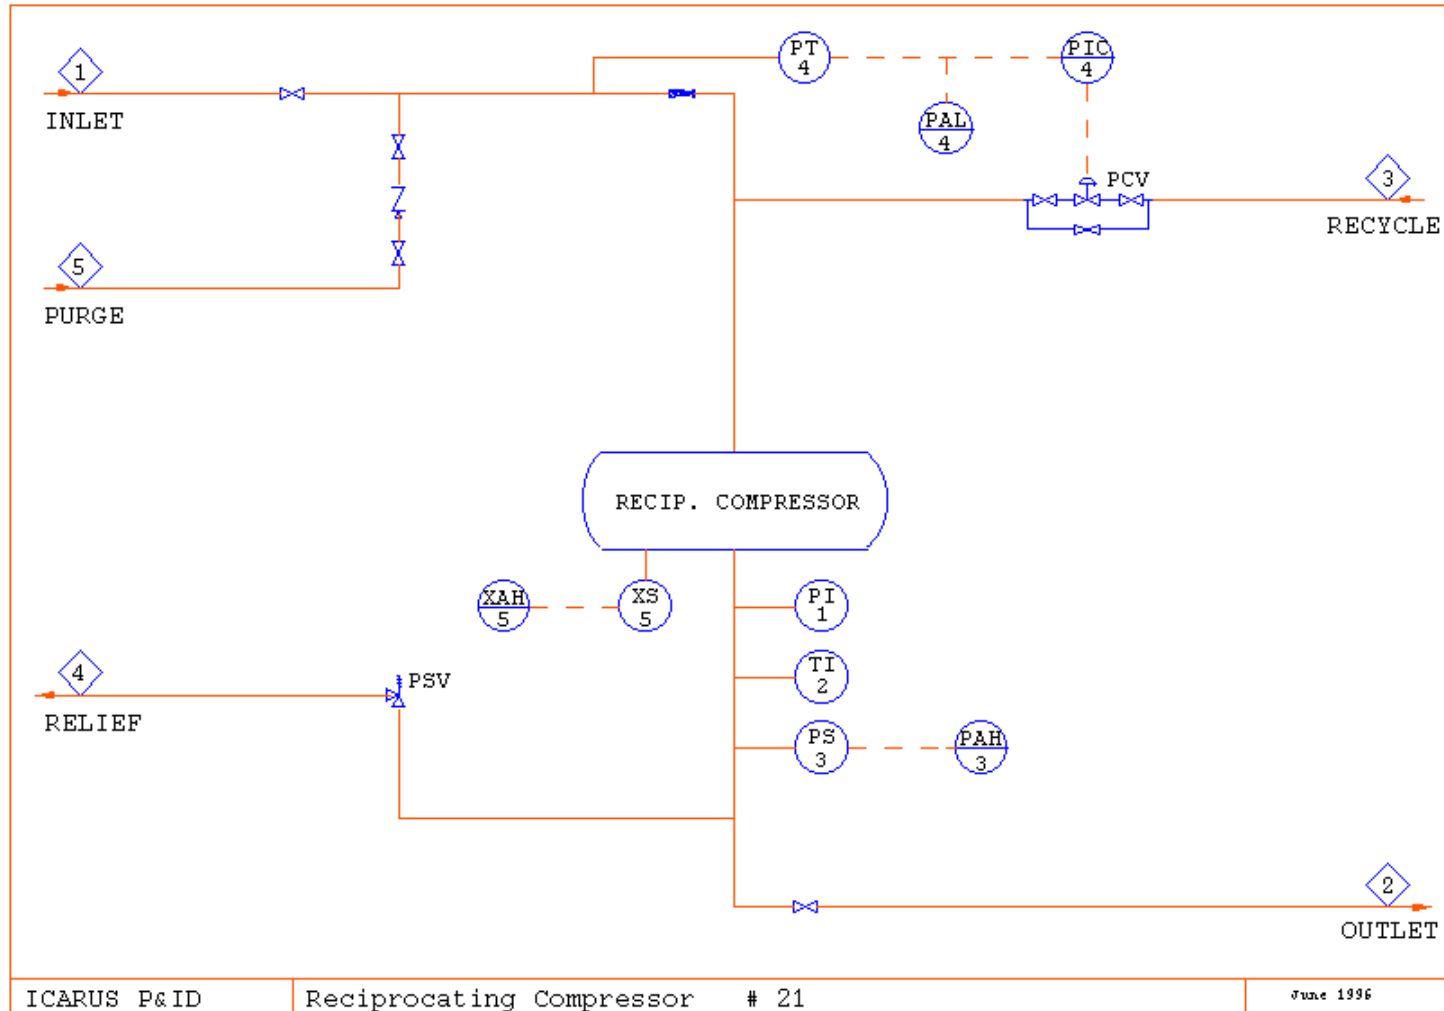 PT
4
PIC
4
1
INLET
PAL
4
PCV
3
RECYCLE
5
PURGE
RECIP. COMPRESSOR
XAH
5
XS
5
PI
1
TI
2
4
PSV
RELIEF
PS
3
PAH
3
2
OUTLET
ICARUS P&ID
Reciprocating Compressor # 21
June 1996